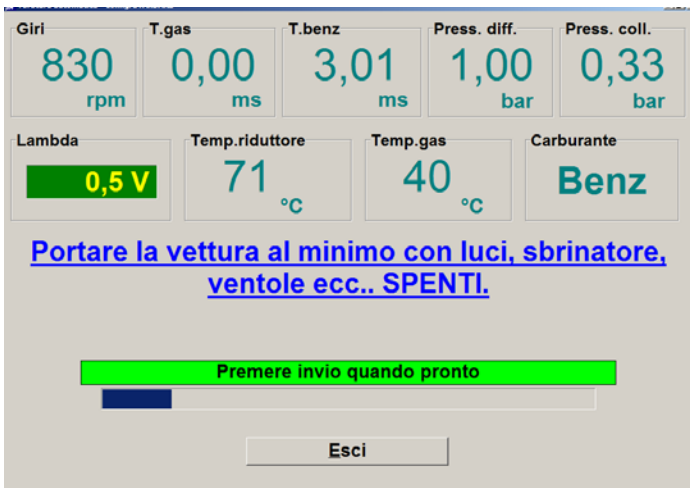 Giri T.gas T.benz Press. diff. Press. coll.
830 0,00 3,01 1,00 0,33
rpm ms ms bar bar
Lambda Temp.riduttore Temp.gas Carburante
0,5 V 71 °C 40 °C Benz
Portare la vettura al minimo con luci, sbrinatore,
ventole ecc.. SPENTI.
Premere invio quando pronto
Esci